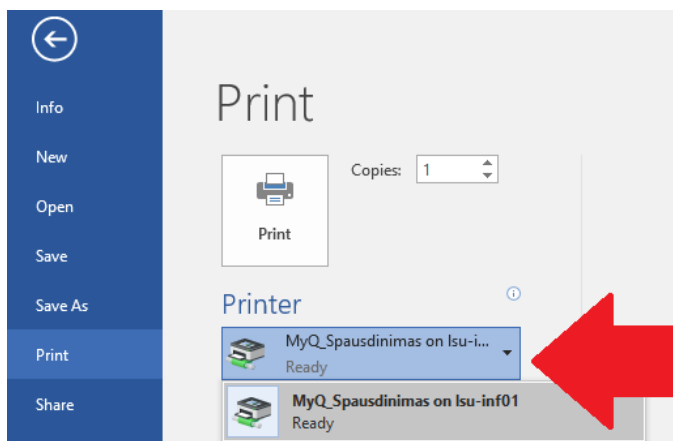 Print
Info
New
Open
Save
Save As
Print
Share
Copies: 1
Print
Printer
MyQ_Spausdinimas on lsu-i...
Ready
MyQ_Spausdinimas on lsu-inf01
Ready